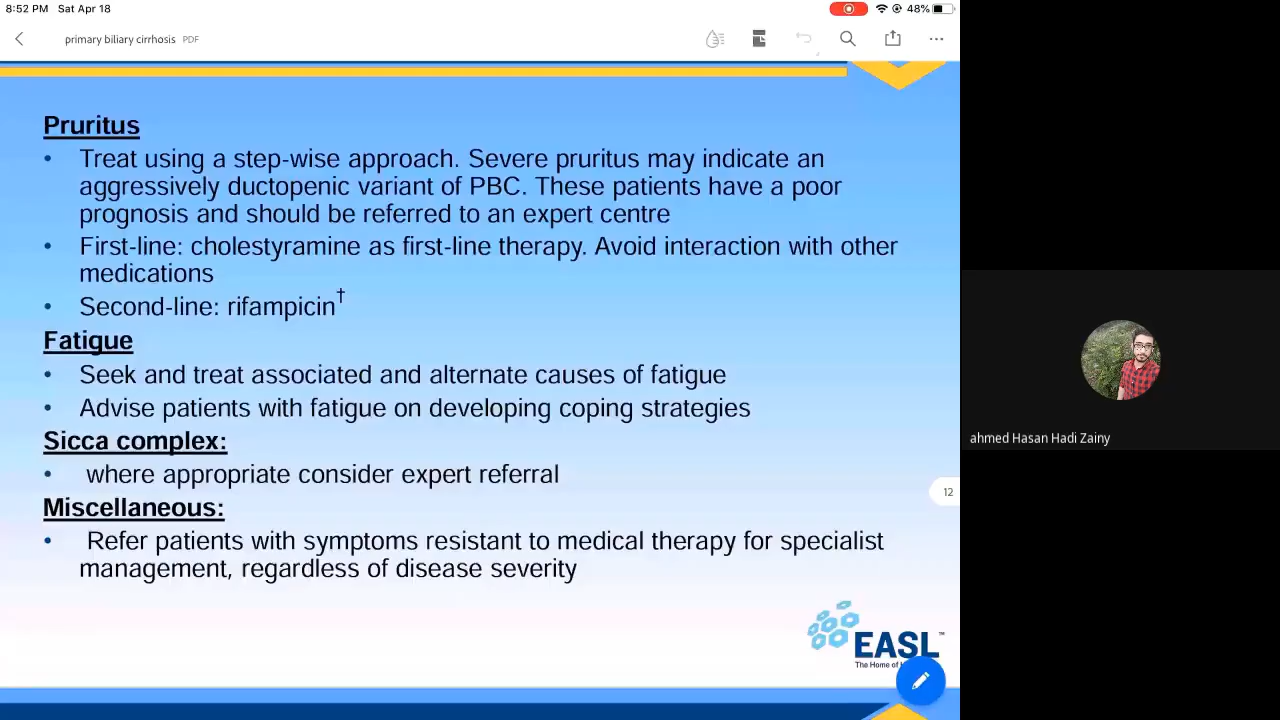 8:52 PM Sat Apr 18
48%
primary biliary cirrhosis PDF
Pruritus
• Treat using a step-wise approach. Severe pruritus may indicate an
aggressively ductopenic variant of PBC. These patients have a poor
prognosis and should be referred to an expert centre
• First-line: cholestyramine as first-line therapy. Avoid interaction with other
medications
• Second-line: rifampicin†
Fatigue
• Seek and treat associated and alternate causes of fatigue
• Advise patients with fatigue on developing coping strategies
Sicca complex:
• where appropriate consider expert referral
Miscellaneous:
• Refer patients with symptoms resistant to medical therapy for specialist
management, regardless of disease severity
12
EASL™
The Home of
ahmed Hasan Hadi Zainy